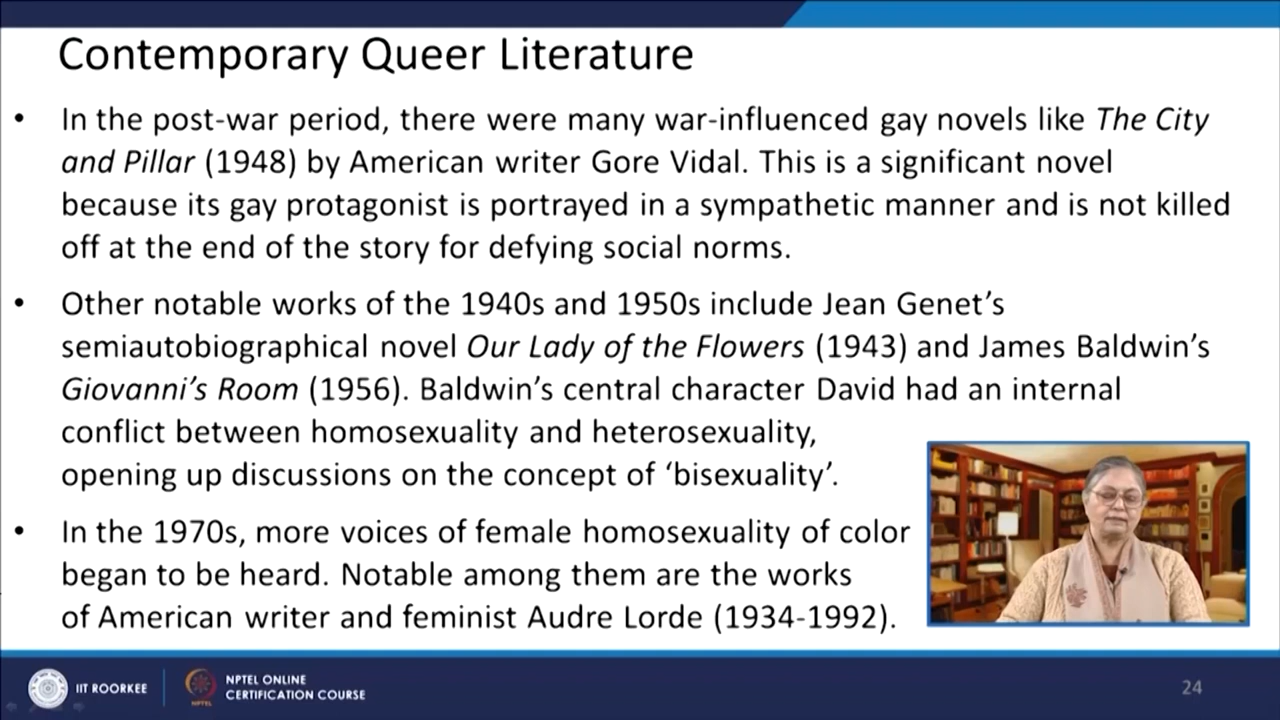 Contemporary Queer Literature
• In the post-war period, there were many war-influenced gay novels like The City
and Pillar (1948) by American writer Gore Vidal. This is a significant novel
because its gay protagonist is portrayed in a sympathetic manner and is not killed
off at the end of the story for defying social norms.
• Other notable works of the 1940s and 1950s include Jean Genet’s
semiautobiographical novel Our Lady of the Flowers (1943) and James Baldwin’s
Giovanni’s Room (1956). Baldwin’s central character David had an internal
conflict between homosexuality and heterosexuality,
opening up discussions on the concept of ‘bisexuality’.
• In the 1970s, more voices of female homosexuality of color
began to be heard. Notable among them are the works
of American writer and feminist Audre Lorde (1934-1992).
IIT ROORKEE
NPTEL
NPTEL ONLINE
CERTIFICATION COURSE
24